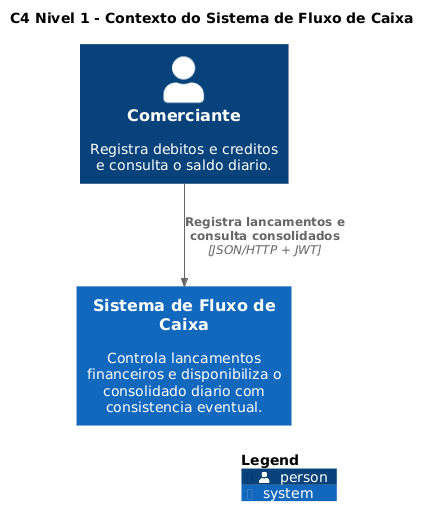 C4 Nivel 1 - Contexto do Sistema de Fluxo de Caixa
Comerciante
Registra debitos e creditos
e consulta o saldo diario.
Registra lancamentos e
consulta consolidados
[JSON/HTTP + JWT]
Sistema de Fluxo de
Caixa
Controla lancamentos
financeiros e disponibiliza o
consolidado diario com
consistencia eventual.
Legend
person
system